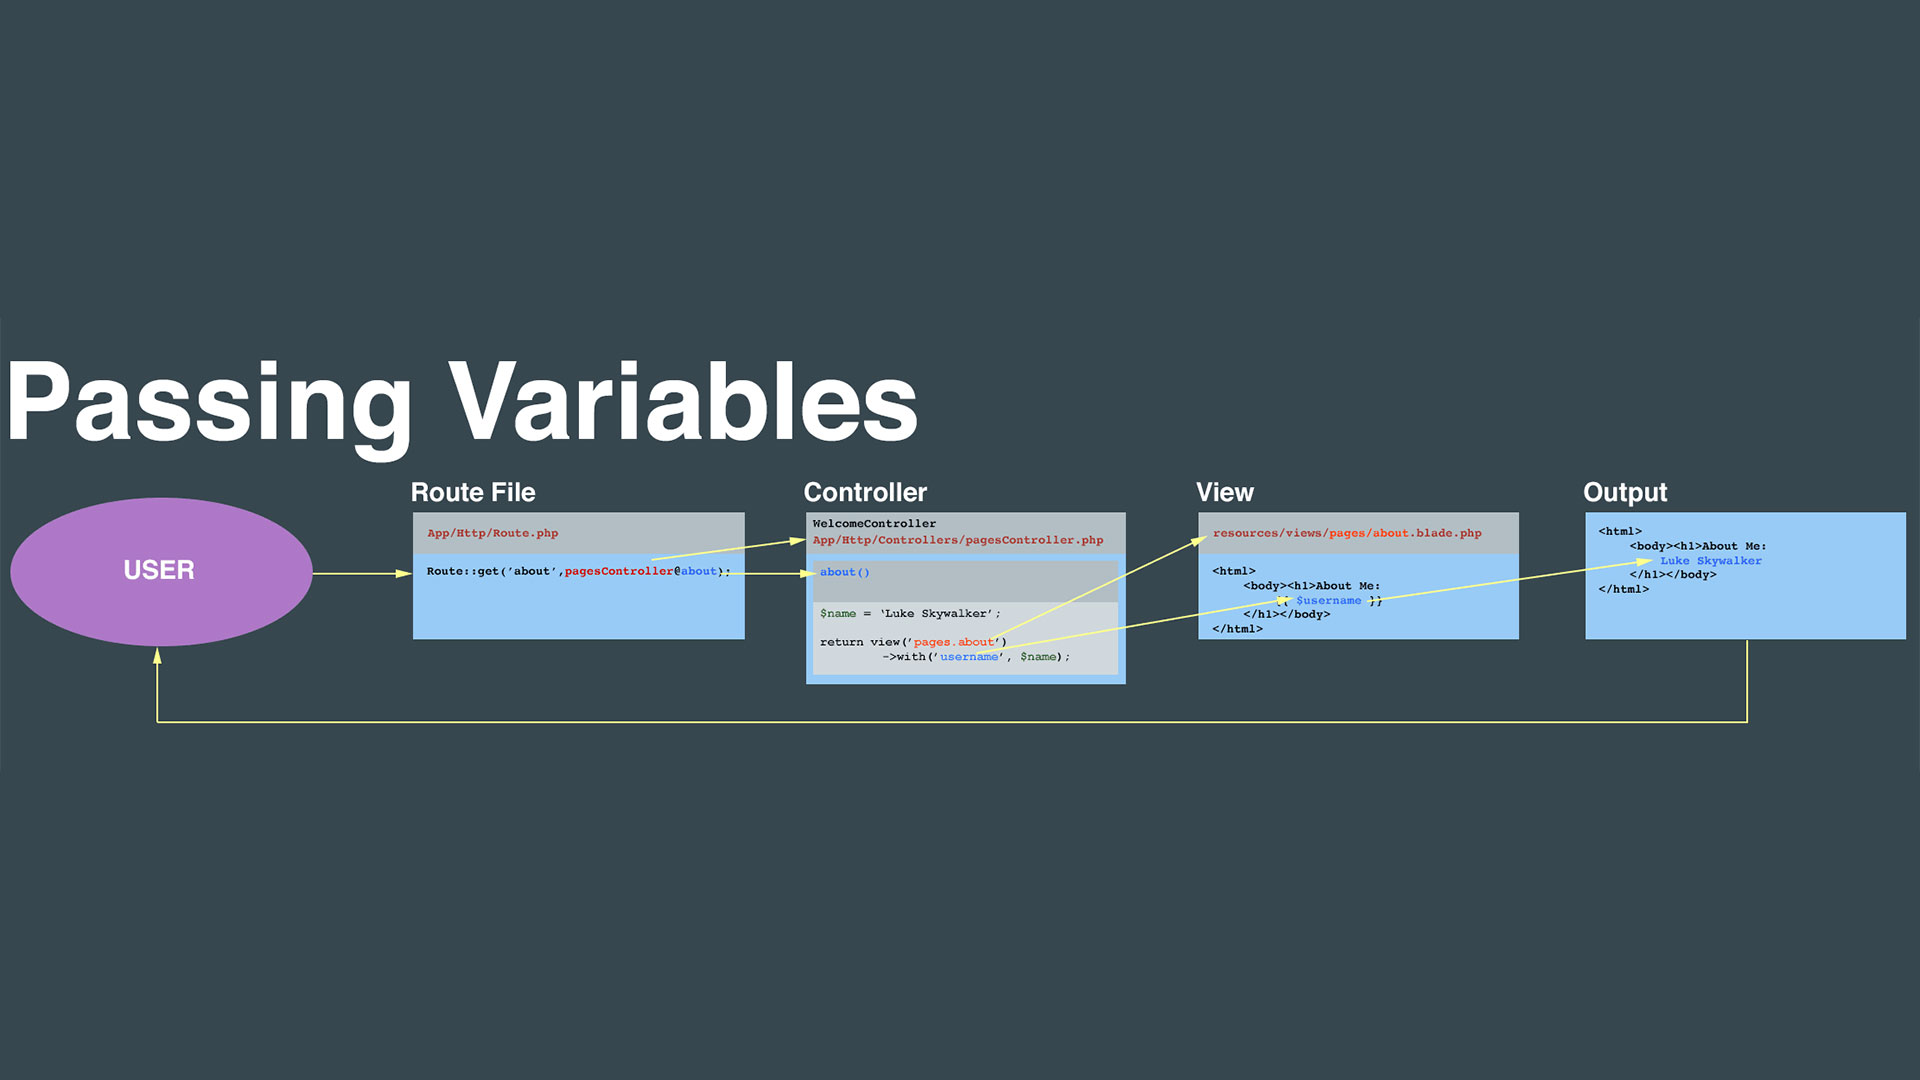 Passing Variables
USER
Route File
App/Http/Route.php
Route::get(’about’,pagesController@about);
Controller
WelcomeController
App/Http/Controllers/pagesController.php
about()
$name = ‘Luke Skywalker’;
return view(’pages.about’)
->with(’username’, $name);
View
resources/views/pages/about.blade.php
<html>
<body><h1>About Me:
{{ $username }}
</h1></body>
</html>
Output
<html>
<body><h1>About Me:
Luke Skywalker
</h1></body>
</html>